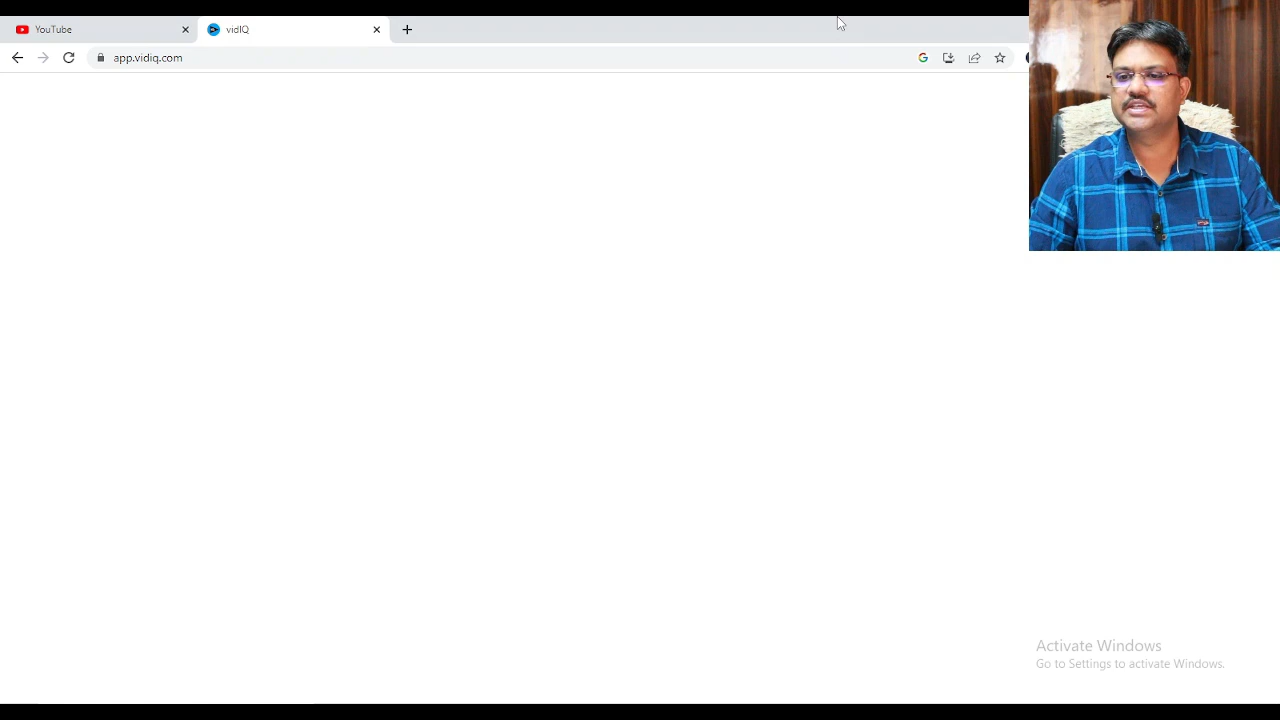 YouTube
vidIQ
app.vidiq.com
Activate Windows
Go to Settings to activate Windows.